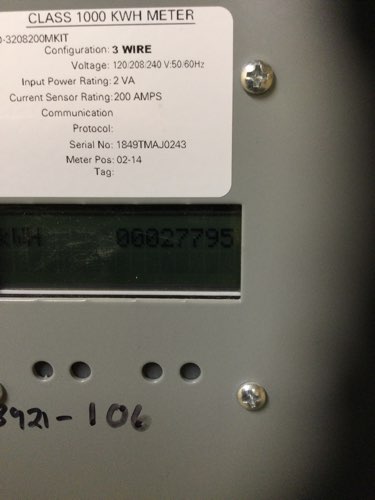 CLASS 1000 KWH METER
-3208200MKIT
Configuration: 3 WIRE
Voltage: 120/208/240 V:50/60Hz
Input Power Rating: 2 VA
Current Sensor Rating: 200 AMPS
Communication
Protocol:
Serial No: 1849TMAJ0243
Meter Pos: 02-14
Tag:
kWH 00027795
3921-106